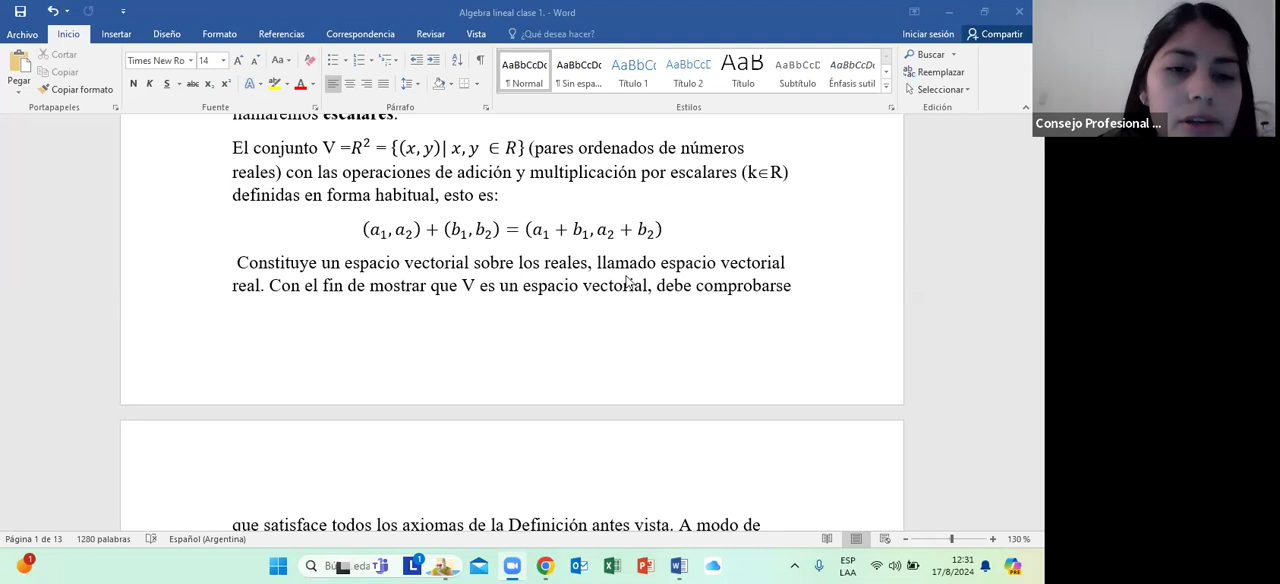 Algebra lineal clase 1. - Word
Archivo Inicio Insertar Diseño Formato Referencias Correspondencia Revisar Vista ¿Qué desea hacer? Iniciar sesión Compartir
Pegar
Cortar
Copiar
Copiar formato
Portapapeles
Times New Ro 14
N K S abc x₂ x²
Fuente
Párrafo
AaBbCcDc AaBbCcDc AaBbCc AaBbCcD AaB AaBbCcD AaBbCcDc
¶ Normal ¶ Sin espa... Título 1 Título 2 Título Subtítulo Énfasis sutil
Estilos
Buscar
Reemplazar
Seleccionar
Edición
Consejo Profesional ...
llamaremos escalares.
El conjunto V =R² = {(x, y)| x, y ∈ R} (pares ordenados de números
reales) con las operaciones de adición y multiplicación por escalares (k∈R)
definidas en forma habitual, esto es:
(a₁, a₂) + (b₁, b₂) = (a₁ + b₁, a₂ + b₂)
Constituye un espacio vectorial sobre los reales, llamado espacio vectorial
real. Con el fin de mostrar que V es un espacio vectorial, debe comprobarse
que satisface todos los axiomas de la Definición antes vista. A modo de
Página 1 de 13 1280 palabras Español (Argentina) 130 %
ESP
LAA
12:31
17/8/2024